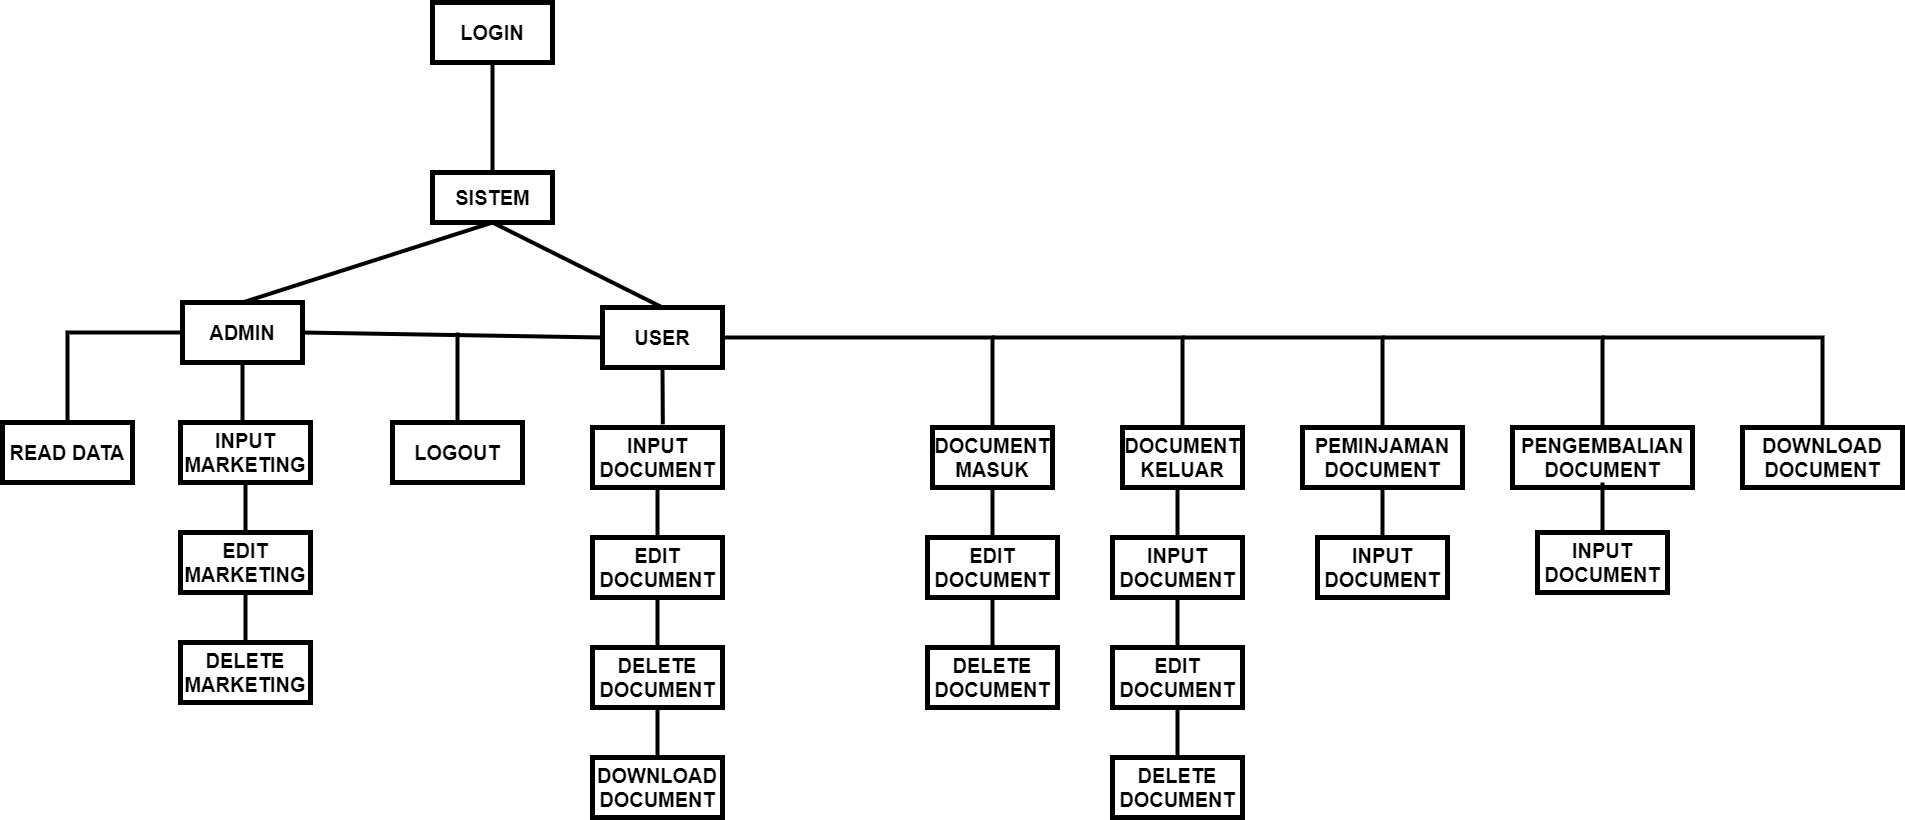 LOGIN
SISTEM
ADMIN
USER
READ DATA
INPUT
MARKETING
LOGOUT
INPUT
DOCUMENT
DOCUMENT
MASUK
DOCUMENT
KELUAR
PEMINJAMAN
DOCUMENT
PENGEMBALIAN
DOCUMENT
DOWNLOAD
DOCUMENT
EDIT
MARKETING
EDIT
DOCUMENT
EDIT
DOCUMENT
INPUT
DOCUMENT
INPUT
DOCUMENT
INPUT
DOCUMENT
DELETE
MARKETING
DELETE
DOCUMENT
DELETE
DOCUMENT
EDIT
DOCUMENT
DOWNLOAD
DOCUMENT
DELETE
DOCUMENT